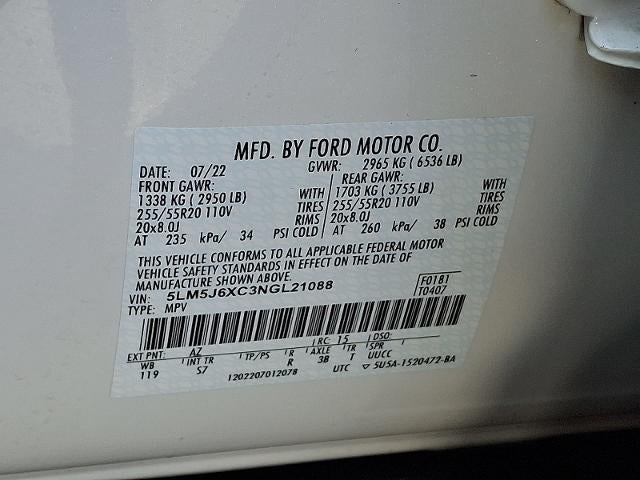 MFD. BY FORD MOTOR CO.
DATE: 07/22 GVWR: 2965 KG ( 6536 LB)
FRONT GAWR: REAR GAWR:
1338 KG ( 2950 LB) WITH 1703 KG ( 3755 LB) WITH
255/55R20 110V TIRES 255/55R20 110V TIRES
20x8.0J RIMS 20x8.0J RIMS
AT 235 kPa/ 34 PSI COLD AT 260 kPa/ 38 PSI COLD
THIS VEHICLE CONFORMS TO ALL APPLICABLE FEDERAL MOTOR
VEHICLE SAFETY STANDARDS IN EFFECT ON THE DATE OF
MANUFACTURE SHOWN ABOVE.
VIN: 5LM5J6XC3NGL21088 F0181
TYPE: MPV T0407
EXT PNT: AZ RC: 15 DSO:
WB INT TR TP/PS R AXLE TR SPR
119 S7 R 3B T UUCC
1202207012078 UTC ▽ 5U5A-1520472-BA